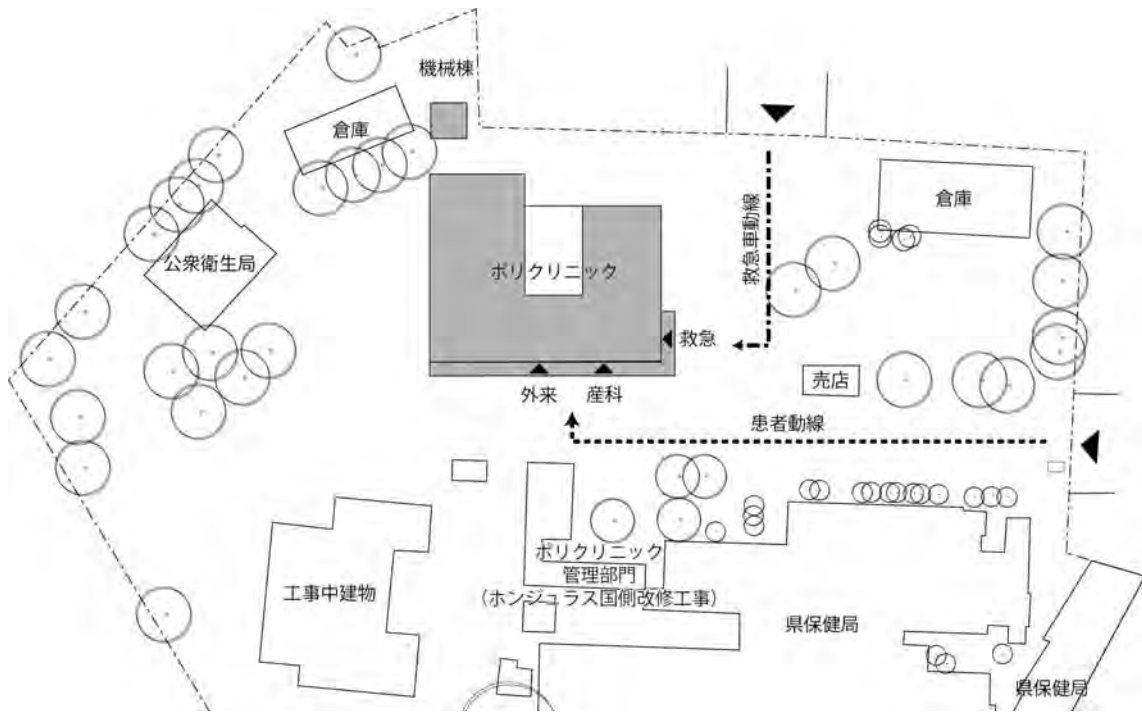 機械棟
倉庫
倉庫
公衆衛生局
救急車動線
ポリクリニック
救急
外来
産科
売店
患者動線
ポリクリニック
管理部門
（ホンジュラス国側改修工事）
工事中建物
県保健局
県保健局